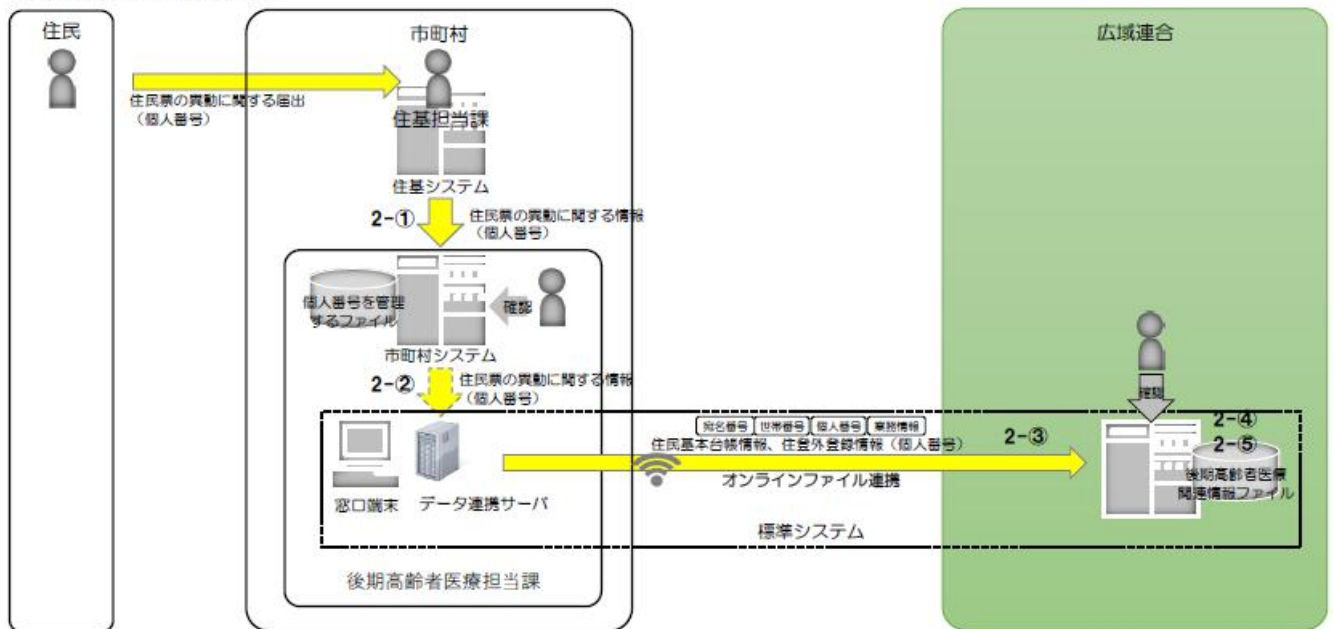 住民
市町村
広域連合
住民票の異動に関する届出
（個人番号）
住基担当課
住基システム
2-①
住民票の異動に関する情報
（個人番号）
個人番号を管理
するファイル
確認
市町村システム
2-②
住民票の異動に関する情報
（個人番号）
確認
宛名番号 世帯番号 個人番号 業務情報
住民基本台帳情報、住登外登録情報（個人番号）
2-③
2-④
2-⑤
オンラインファイル連携
後期高齢者医療
関連情報ファイル
窓口端末
データ連携サーバ
標準システム
後期高齢者医療担当課